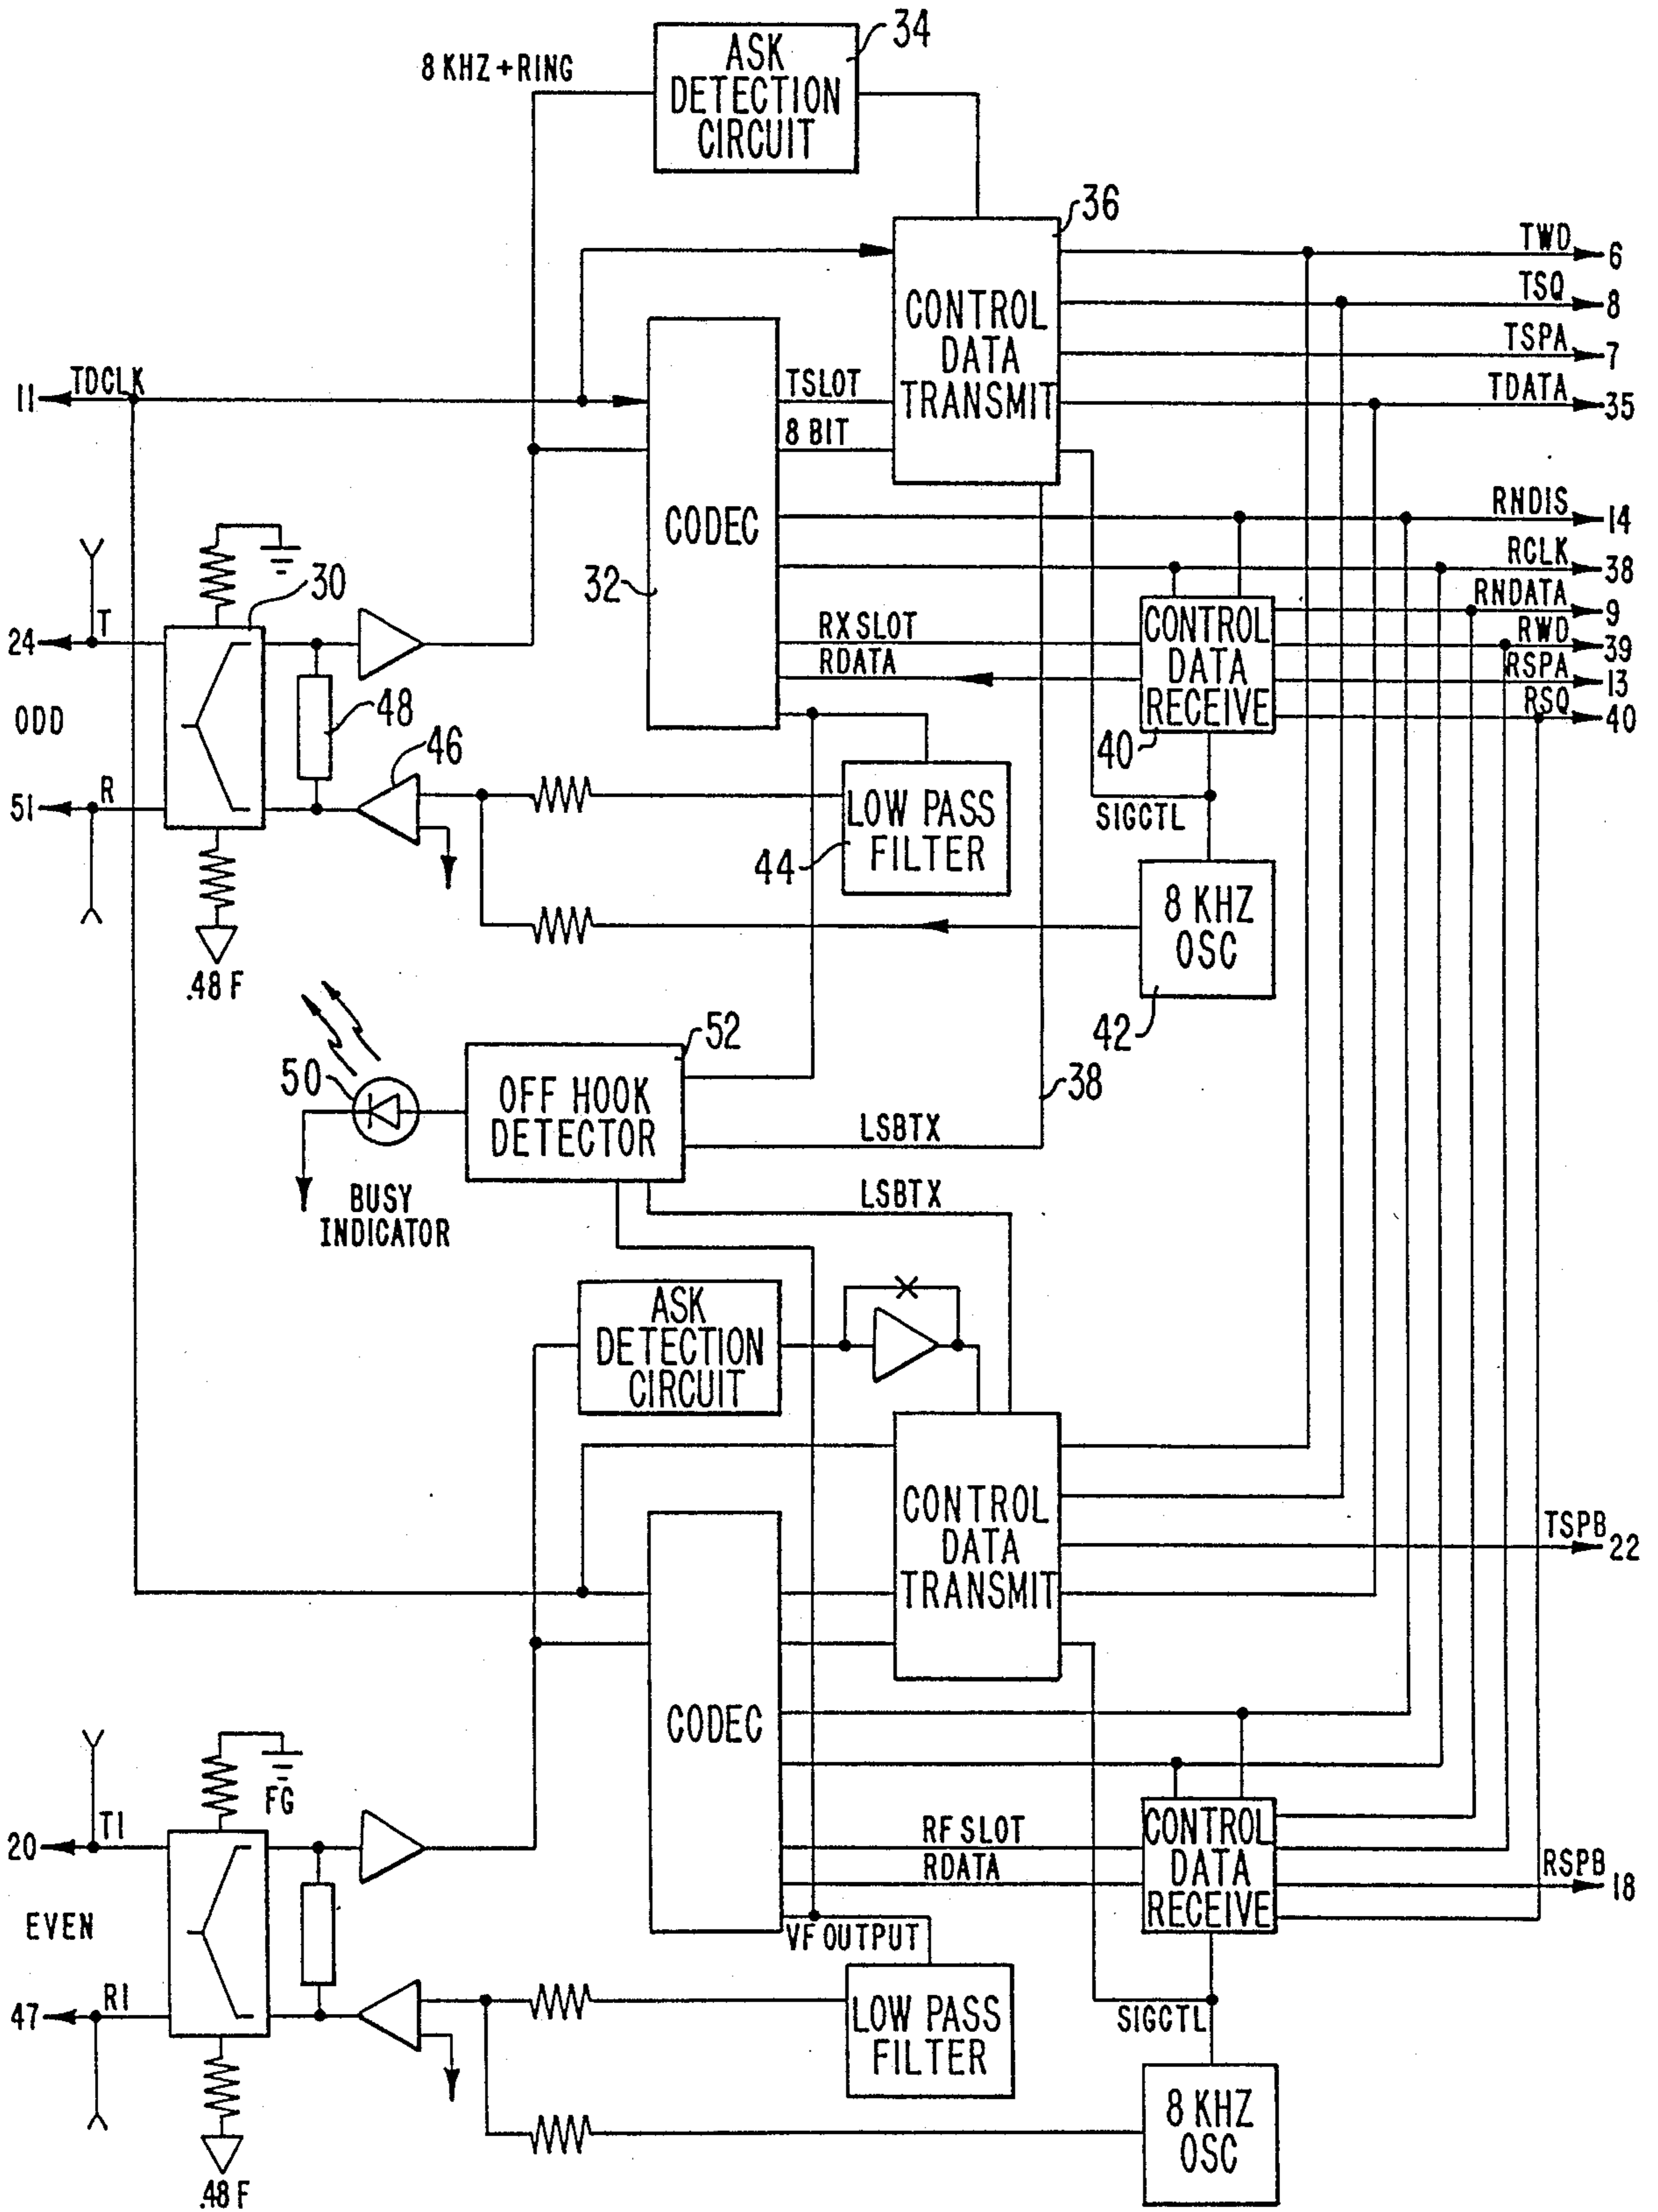 34
8 KHZ + RING
ASK
DETECTION
CIRCUIT
36
TWD
6
TSQ
8
TSPA
7
TDATA
35
CONTROL
DATA
TRANSMIT
11
TDCLK
TSLOT
8 BIT
CODEC
32
RNDIS
14
RCLK
38
RNDATA
9
RWD
39
RSPA
13
RSQ
40
30
24
T
ODD
48
46
51
R
RX SLOT
RDATA
CONTROL
DATA
RECEIVE
40
SIGCTL
LOW PASS
FILTER
44
8 KHZ
OSC
42
.48 F
52
50
OFF HOOK
DETECTOR
38
LSBTX
LSBTX
BUSY
INDICATOR
ASK
DETECTION
CIRCUIT
CONTROL
DATA
TRANSMIT
TSPB
22
CODEC
FG
20
T1
EVEN
47
R1
RF SLOT
RDATA
VF OUTPUT
CONTROL
DATA
RECEIVE
RSPB
18
SIGCTL
LOW PASS
FILTER
8 KHZ
OSC
.48 F